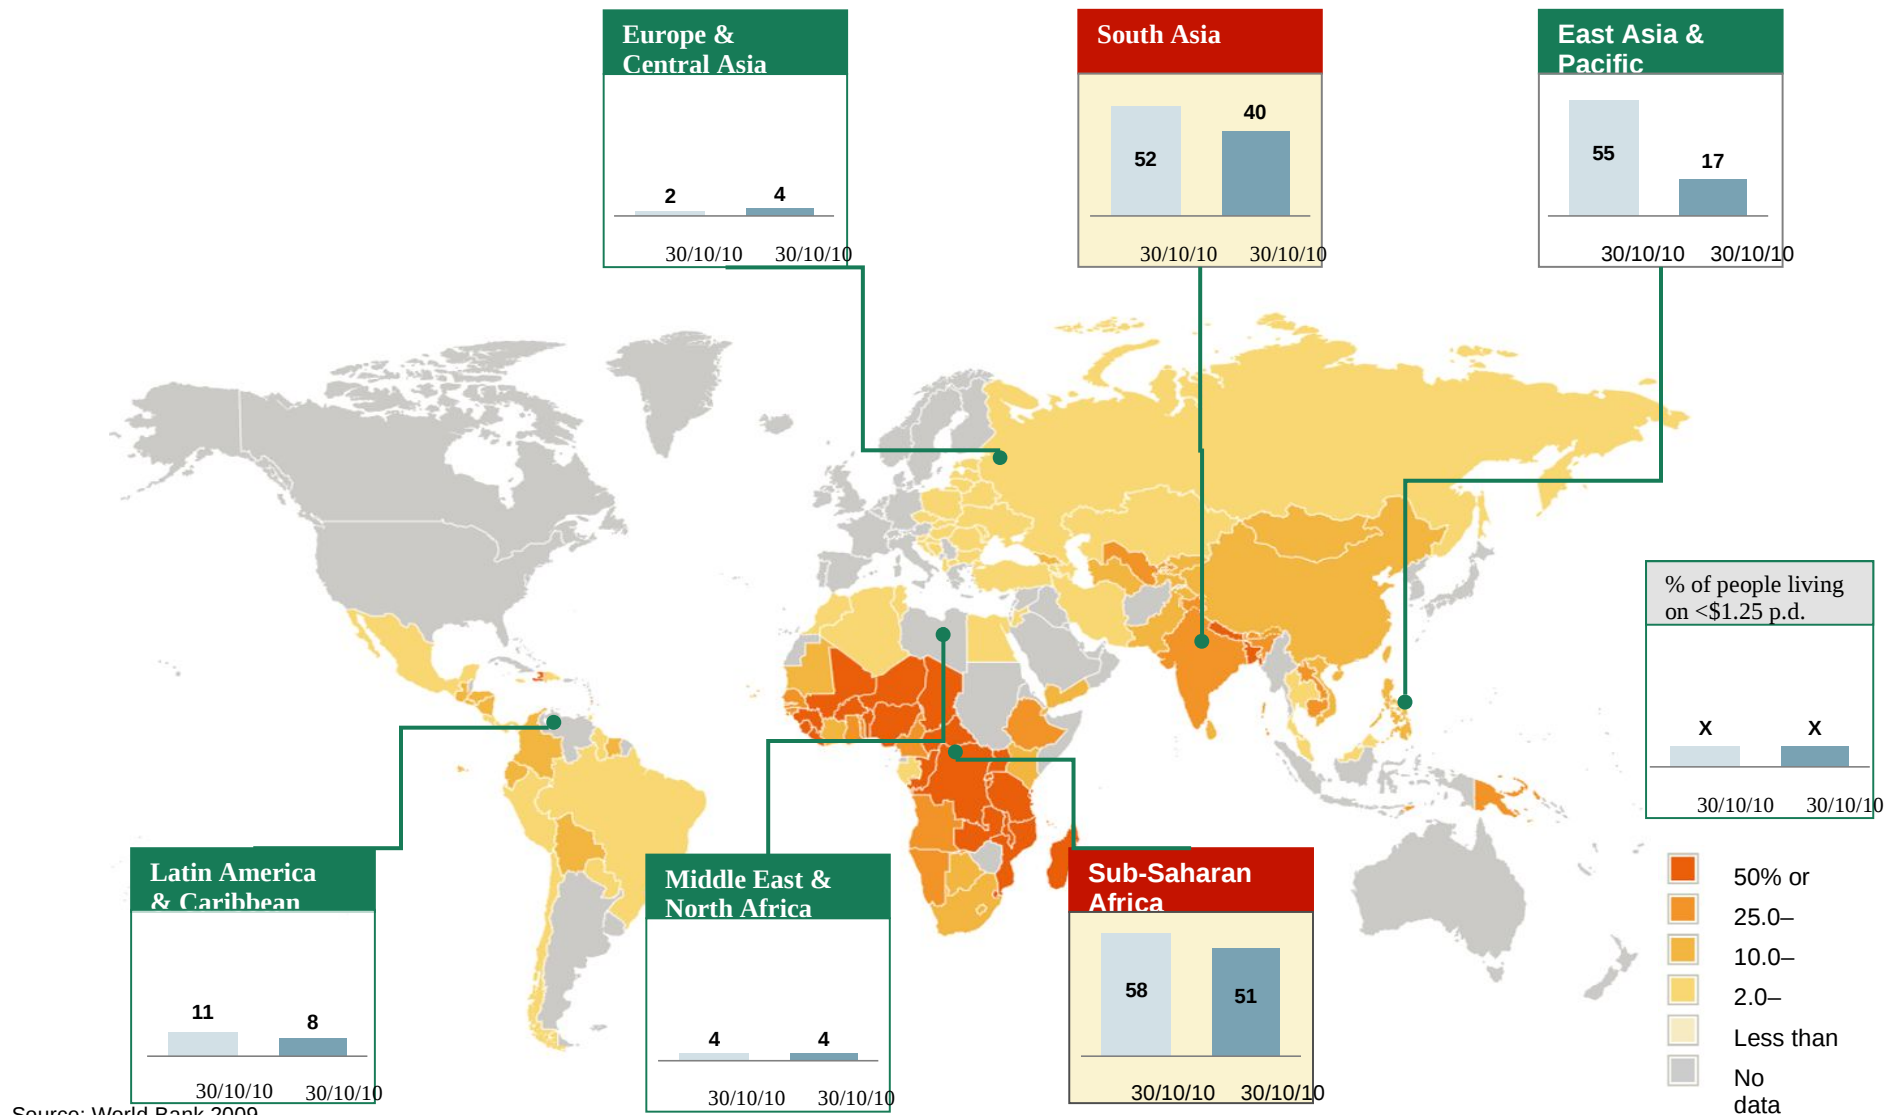 Europe &
Central Asia
2
4
30/10/10
30/10/10
South Asia
52
40
30/10/10
30/10/10
East Asia &
Pacific
55
17
30/10/10
30/10/10
% of people living
on <$1.25 p.d.
X
X
30/10/10
30/10/10
Latin America
& Caribbean
11
8
30/10/10
30/10/10
Middle East &
North Africa
4
4
30/10/10
30/10/10
Sub-Saharan
Africa
58
51
30/10/10
30/10/10
50% or
25.0–
10.0–
2.0–
Less than
No
data
Source: World Bank 2009